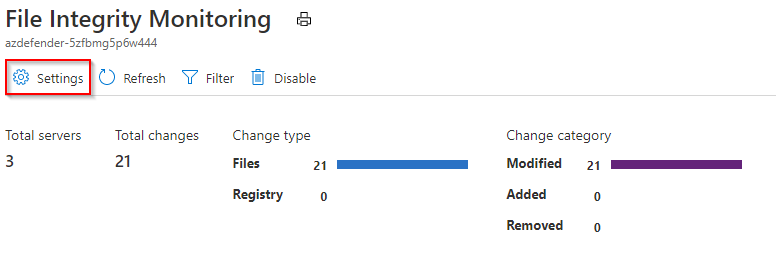 File Integrity Monitoring
azdefender-5zfbmg5p6w444
Settings Refresh Filter Disable
Total servers Total changes Change type Change category
3 21 Files 21 Modified 21
Registry 0 Added 0
Removed 0